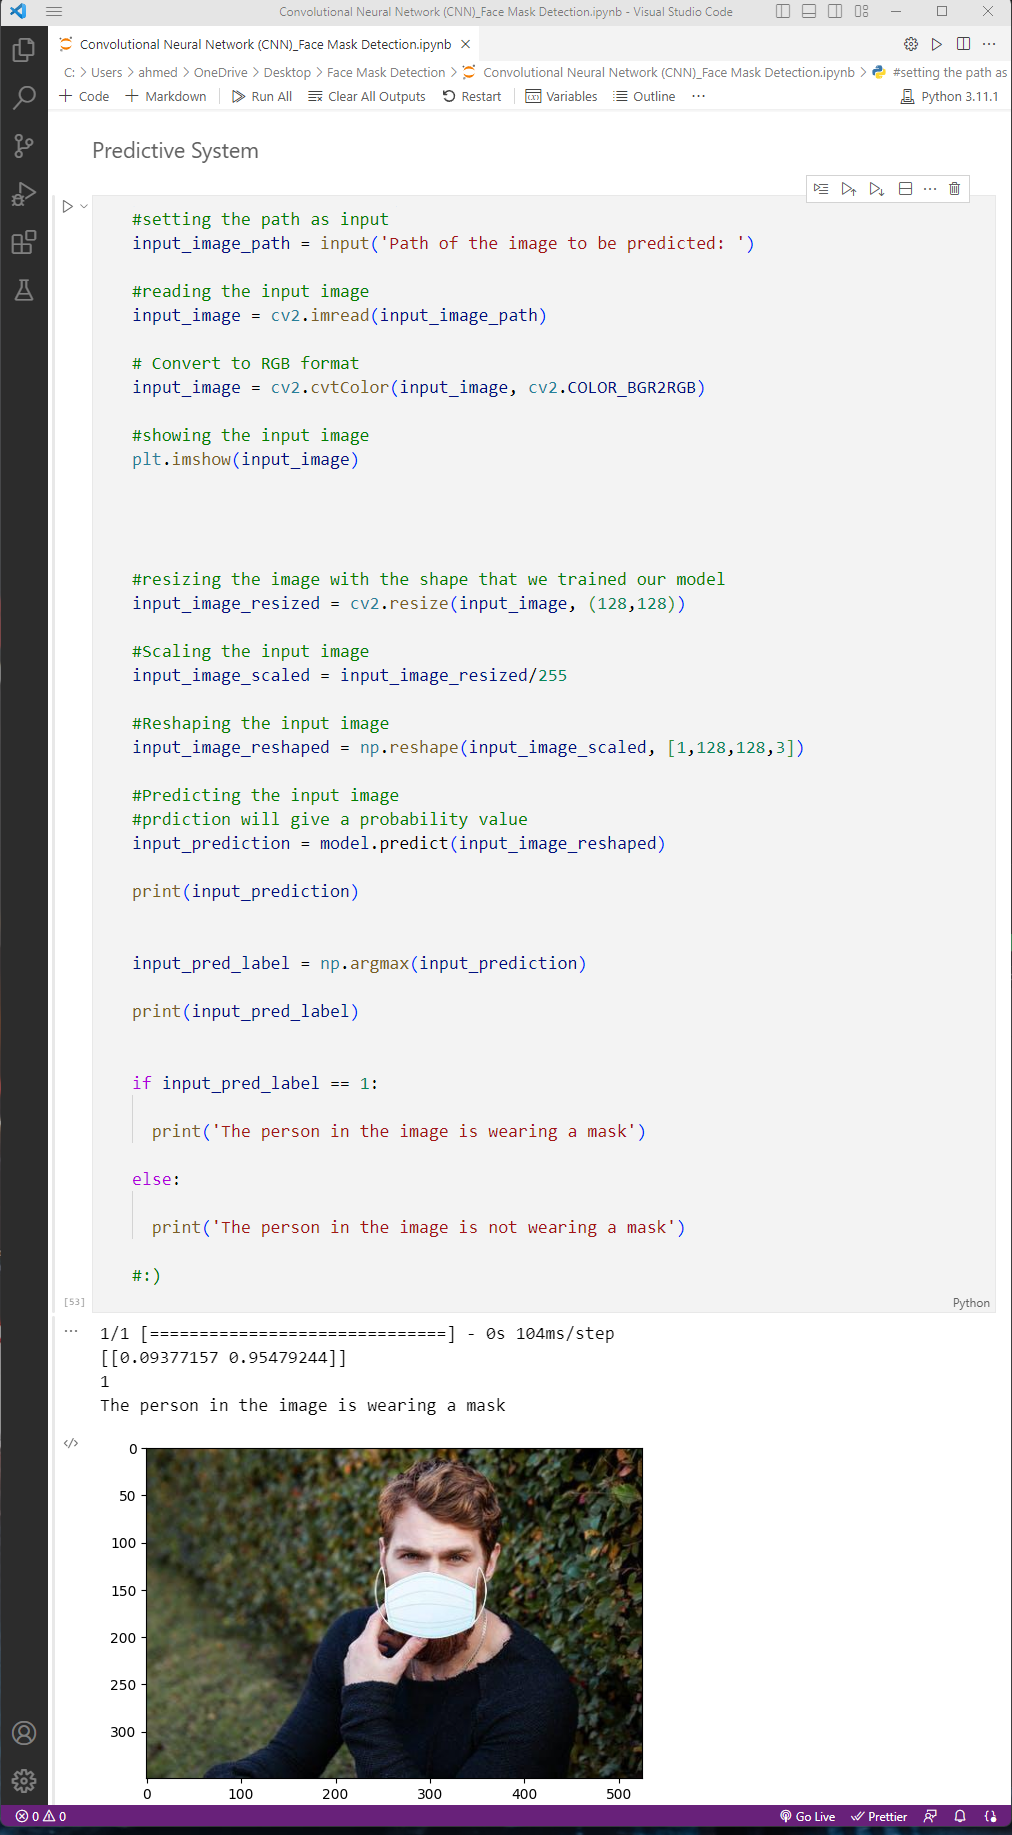 Convolutional Neural Network (CNN)_Face Mask Detection.ipynb - Visual Studio Code
Convolutional Neural Network (CNN)_Face Mask Detection.ipynb
C: > Users > ahmed > OneDrive > Desktop > Face Mask Detection > Convolutional Neural Network (CNN)_Face Mask Detection.ipynb > #setting the path as
Code Markdown Run All Clear All Outputs Restart Variables Outline ... Python 3.11.1
Predictive System
#setting the path as input
input_image_path = input('Path of the image to be predicted: ')
#reading the input image
input_image = cv2.imread(input_image_path)
# Convert to RGB format
input_image = cv2.cvtColor(input_image, cv2.COLOR_BGR2RGB)
#showing the input image
plt.imshow(input_image)
#resizing the image with the shape that we trained our model
input_image_resized = cv2.resize(input_image, (128,128))
#Scaling the input image
input_image_scaled = input_image_resized/255
#Reshaping the input image
input_image_reshaped = np.reshape(input_image_scaled, [1,128,128,3])
#Predicting the input image
#prdiction will give a probability value
input_prediction = model.predict(input_image_reshaped)
print(input_prediction)
input_pred_label = np.argmax(input_prediction)
print(input_pred_label)
if input_pred_label == 1:
print('The person in the image is wearing a mask')
else:
print('The person in the image is not wearing a mask')
#:)
[53]
Python
1/1 [==============================] - 0s 104ms/step
[[0.09377157 0.95479244]]
1
The person in the image is wearing a mask
0
50
100
150
200
250
300
0 100 200 300 400 500
0 0 Go Live Prettier